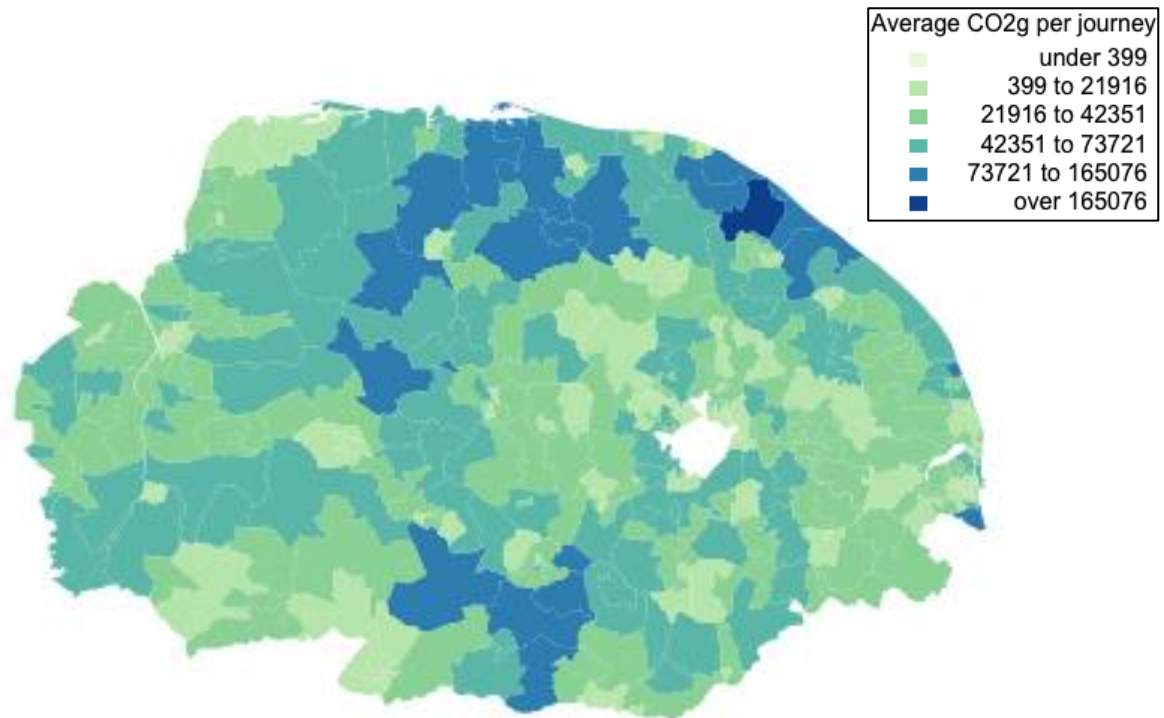 Average CO2g per journey
under 399
399 to 21916
21916 to 42351
42351 to 73721
73721 to 165076
over 165076